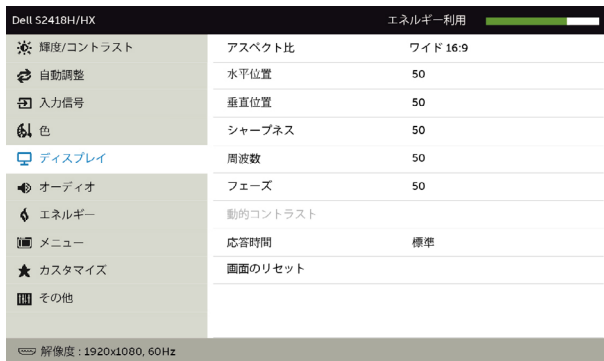 Dell S2418H/HX エネルギー利用
輝度/コントラスト
自動調整
入力信号
色
ディスプレイ
オーディオ
エネルギー
メニュー
カスタマイズ
その他
アスペクト比 ワイド 16:9
水平位置 50
垂直位置 50
シャープネス 50
周波数 50
フェーズ 50
動的コントラスト
応答時間 標準
画面のリセット
解像度 : 1920x1080, 60Hz